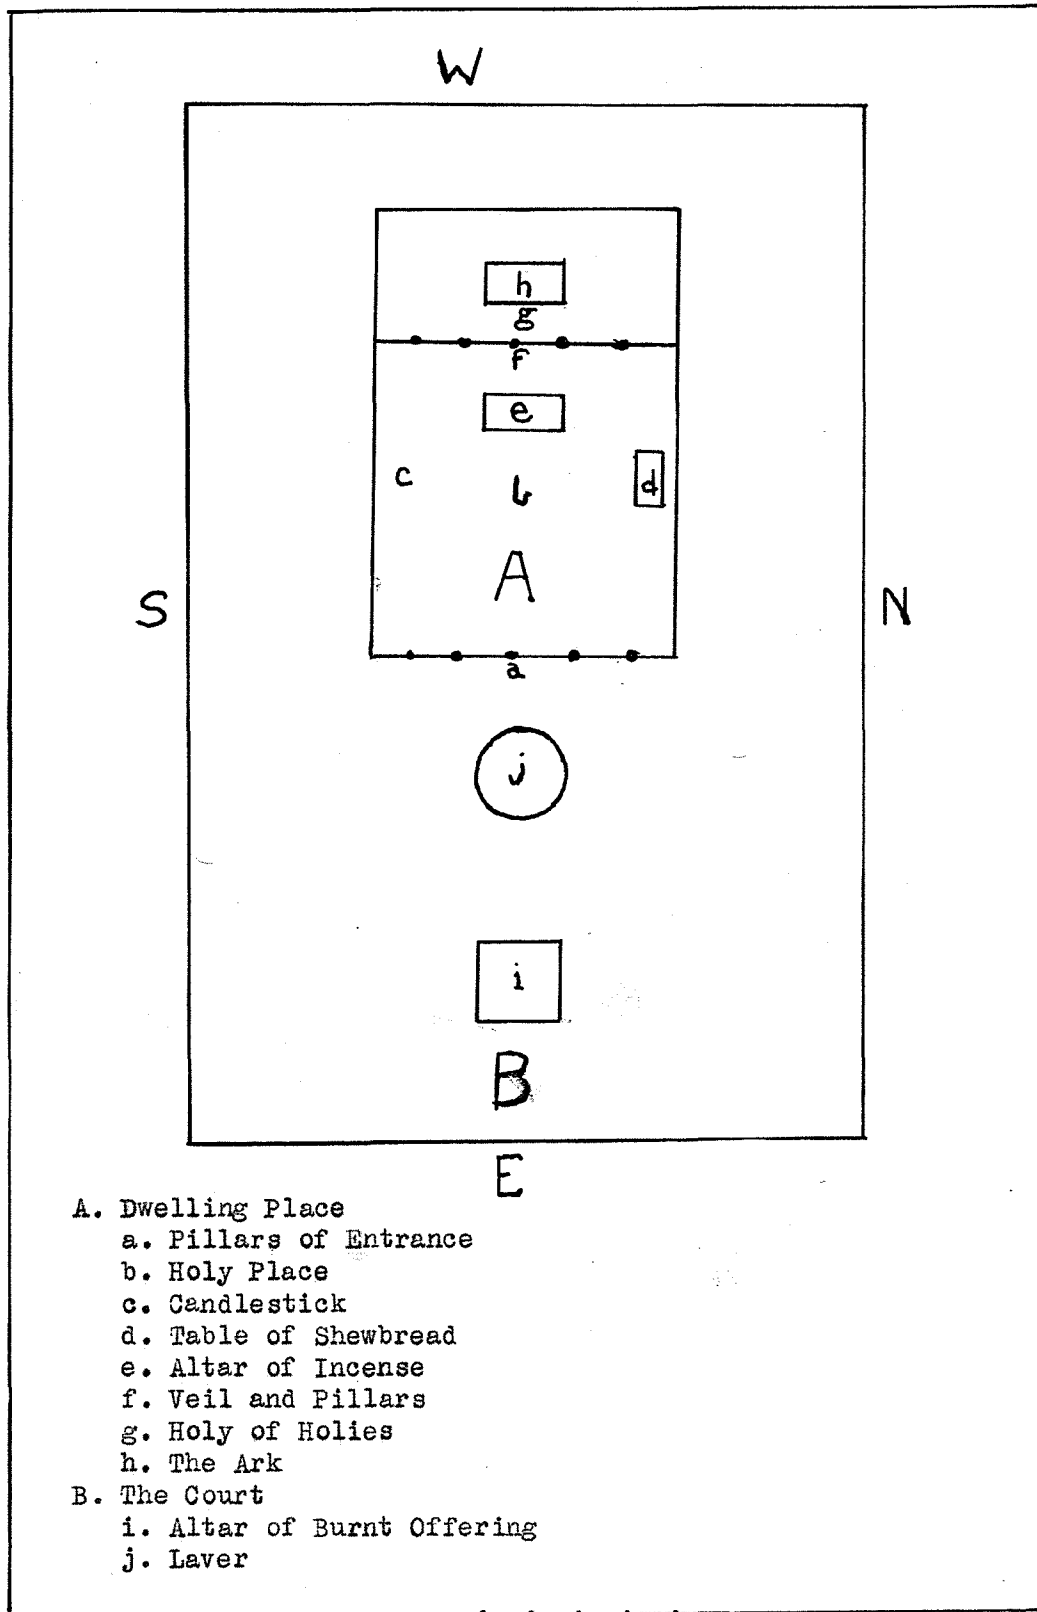 W
h
g
f
e
c
b
d
A
S
N
a
j
i
B
E
A. Dwelling Place
a. Pillars of Entrance
b. Holy Place
c. Candlestick
d. Table of Shewbread
e. Altar of Incense
f. Veil and Pillars
g. Holy of Holies
h. The Ark
B. The Court
i. Altar of Burnt Offering
j. Laver